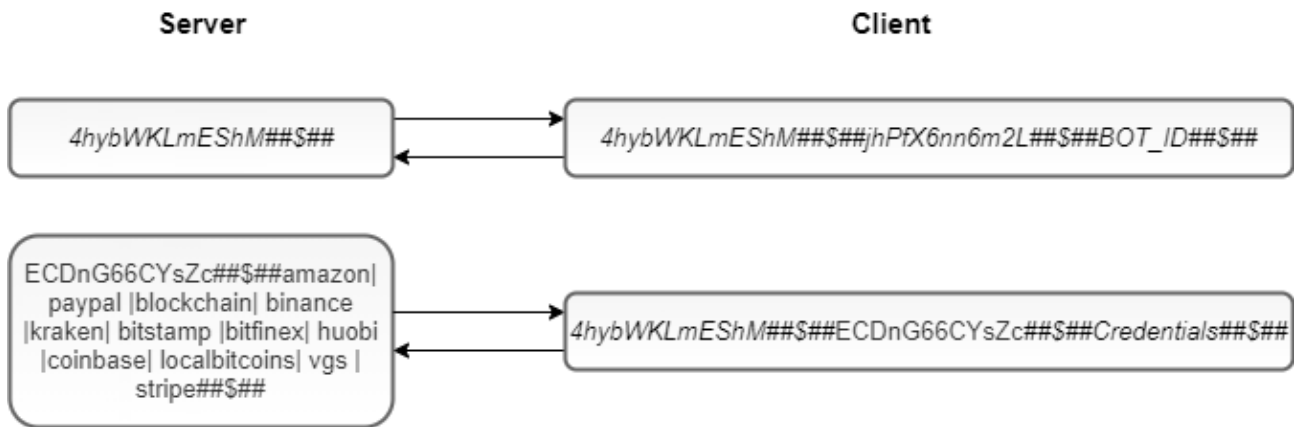 Server
Client
4hybWKLmEShM##$##
4hybWKLmEShM##$##jhPfX6nn6m2L##$##BOT_ID##$##
ECDnG66CYsZc##$##amazon|
paypal |blockchain| binance
|kraken| bitstamp |bitfinex| huobi
|coinbase| localbitcoins| vgs |
stripe##$##
4hybWKLmEShM##$##ECDnG66CYsZc##$##Credentials##$##